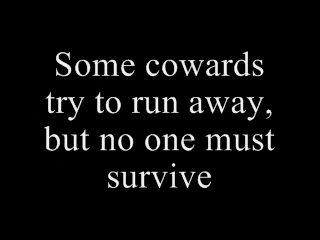 Some cowards
try to run away,
but no one must
survive